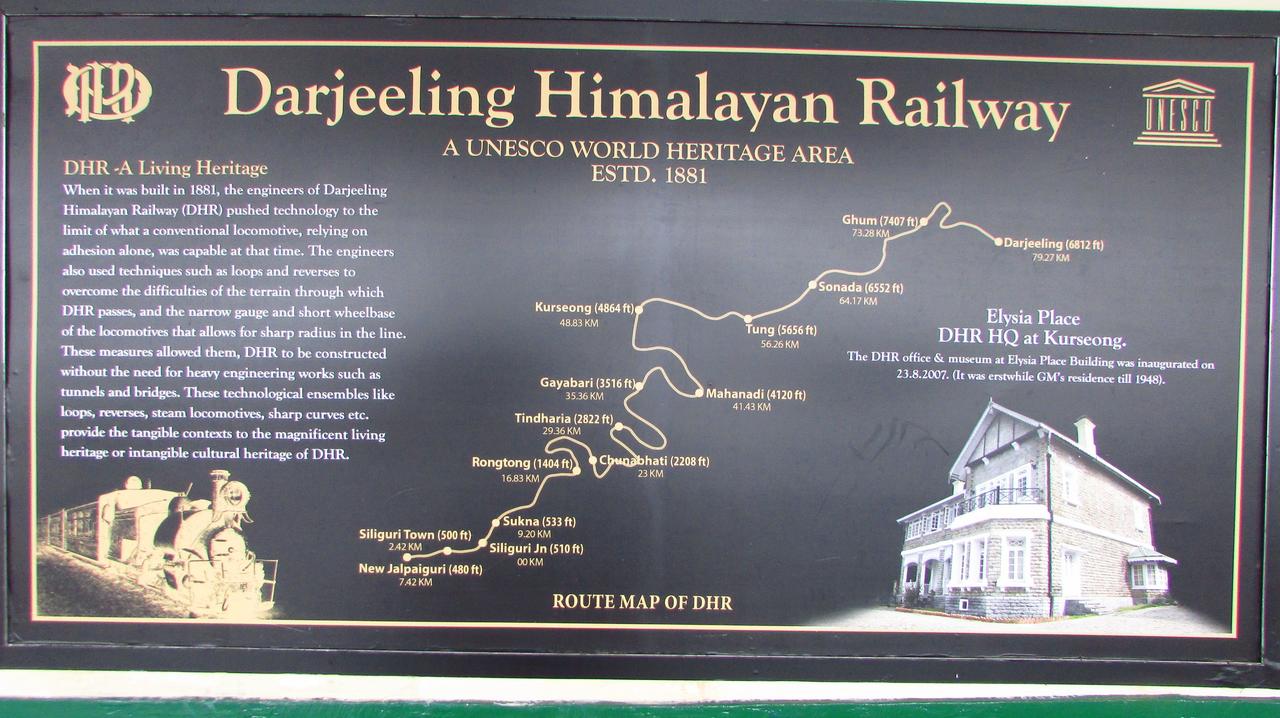 DHR
Darjeeling Himalayan Railway
UNESCO
A UNESCO WORLD HERITAGE AREA
ESTD. 1881
DHR -A Living Heritage
When it was built in 1881, the engineers of Darjeeling
Himalayan Railway (DHR) pushed technology to the
limit of what a conventional locomotive, relying on
adhesion alone, was capable at that time. The engineers
also used techniques such as loops and reverses to
overcome the difficulties of the terrain through which
DHR passes, and the narrow gauge and short wheelbase
of the locomotives that allows for sharp radius in the line.
These measures allowed them, DHR to be constructed
without the need for heavy engineering works such as
tunnels and bridges. These technological ensembles like
loops, reverses, steam locomotives, sharp curves etc.
provide the tangible contexts to the magnificent living
heritage or intangible cultural heritage of DHR.
Ghum (7407 ft)
73.28 KM
Darjeeling (6812 ft)
79.27 KM
Sonada (6552 ft)
64.17 KM
Kurseong (4864 ft)
48.83 KM
Tung (5656 ft)
56.26 KM
Gayabari (3516 ft)
35.36 KM
Mahanadi (4120 ft)
41.43 KM
Tindharia (2822 ft)
29.36 KM
Chunabhati (2208 ft)
23 KM
Rongtong (1404 ft)
16.83 KM
Sukna (533 ft)
9.20 KM
Siliguri Town (500 ft)
2.42 KM
Siliguri Jn (510 ft)
00 KM
New Jalpaiguri (480 ft)
7.42 KM
ROUTE MAP OF DHR
Elysia Place
DHR HQ at Kurseong.
The DHR office & museum at Elysia Place Building was inaugurated on
23.8.2007. (It was erstwhile GM's residence till 1948).